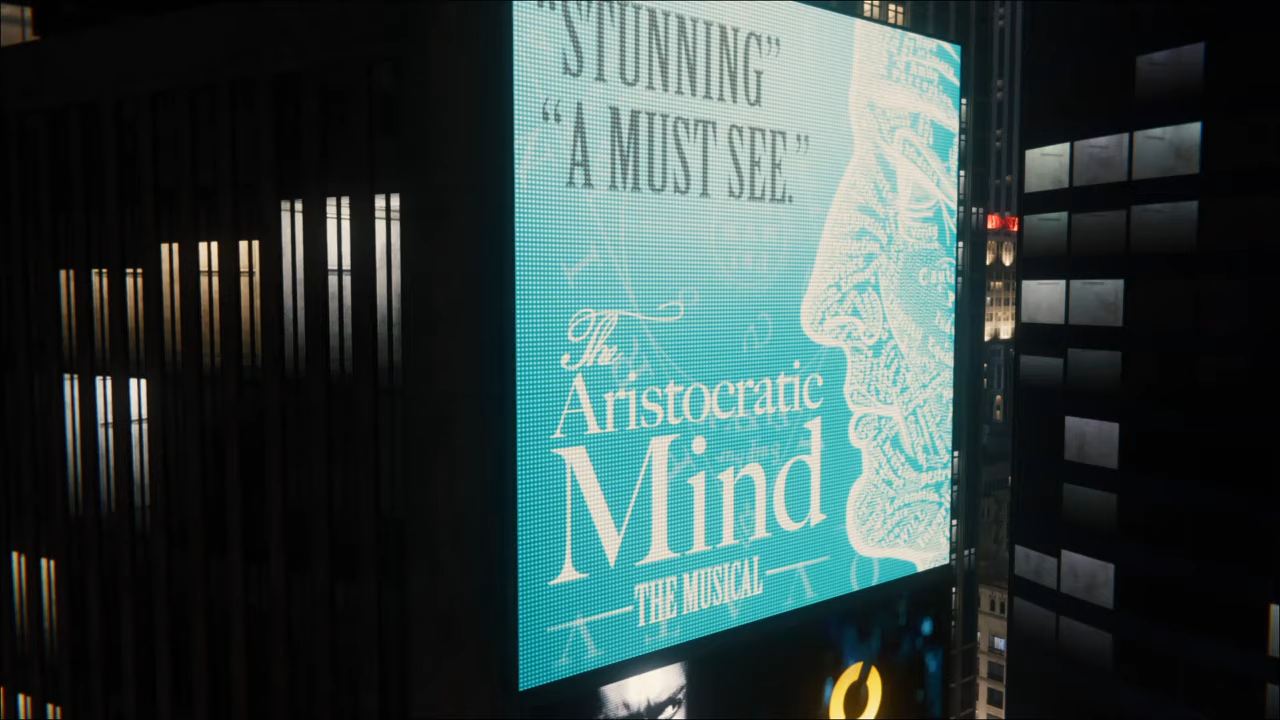 “STUNNING”
“A MUST SEE.”
The
Aristocratic
Mind
THE MUSICAL